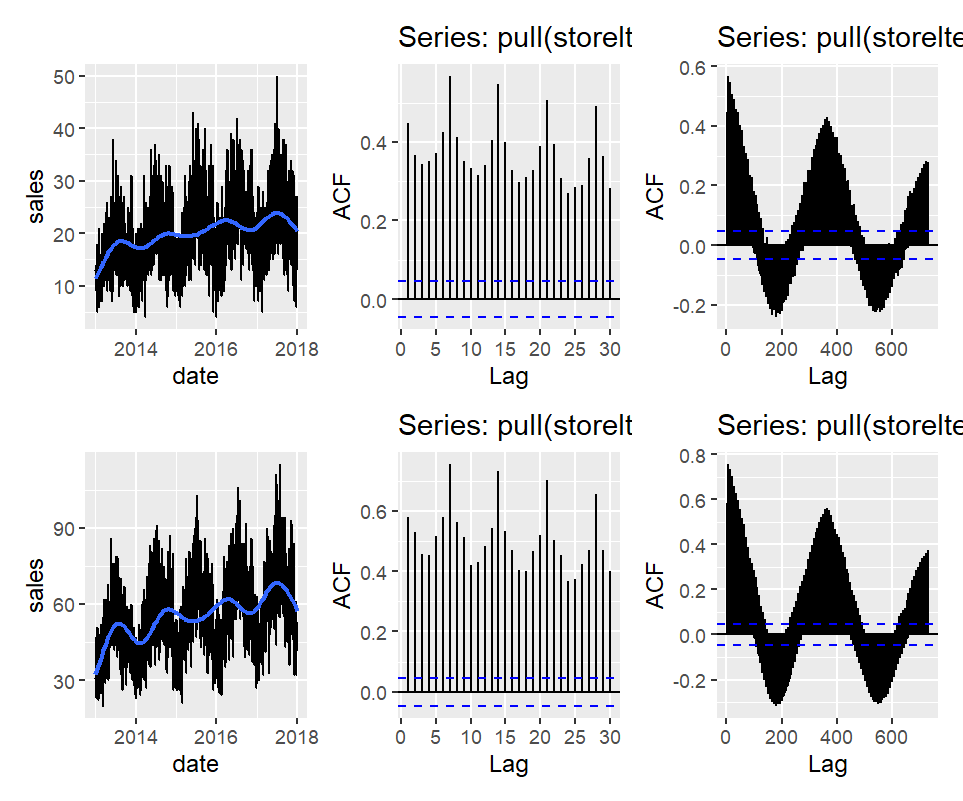 Series: pull(storelt
Series: pull(storelte
50
40
30
20
10
sales
2014 2016 2018
date
0.4
0.2
0.0
ACF
0 5 10 15 20 25 30
Lag
0.6
0.4
0.2
0.0
-0.2
ACF
0 200 400 600
Lag
Series: pull(storelt
Series: pull(storelte
90
60
30
sales
2014 2016 2018
date
0.6
0.4
0.2
0.0
ACF
0 5 10 15 20 25 30
Lag
0.8
0.6
0.4
0.2
0.0
-0.2
ACF
0 200 400 600
Lag